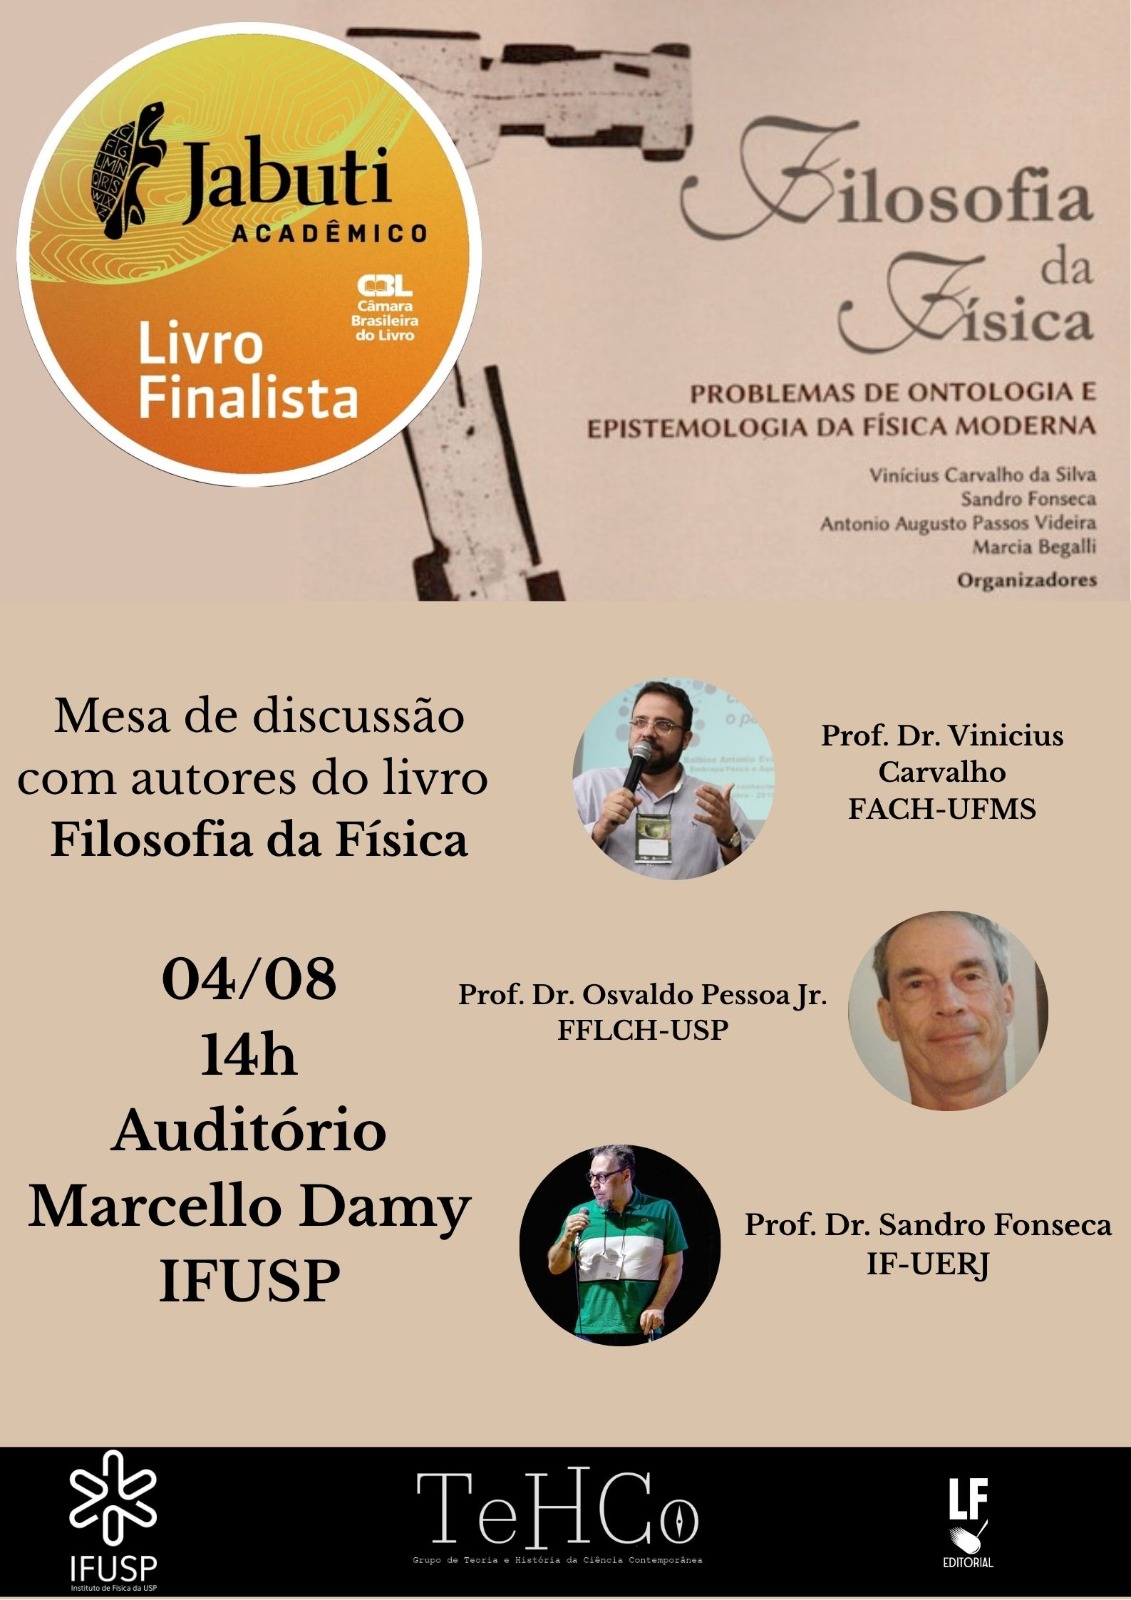 Jabuti
ACADÊMICO
CBL
Câmara
Brasileira
do Livro
Livro
Finalista
Filosofia
da
Física
PROBLEMAS DE ONTOLOGIA E
EPISTEMOLOGIA DA FÍSICA MODERNA
Vinícius Carvalho da Silva
Sandro Fonseca
Antonio Augusto Passos Videira
Marcia Begalli
Organizadores
Mesa de discussão
com autores do livro
Filosofia da Física
04/08
14h
Auditório
Marcello Damy
IFUSP
Prof. Dr. Vinicius
Carvalho
FACH-UFMS
Prof. Dr. Osvaldo Pessoa Jr.
FFLCH-USP
Prof. Dr. Sandro Fonseca
IF-UERJ
IFUSP
Instituto de Física da USP
TeHCo
Grupo de Teoria e História da Ciência Contemporânea
LF
EDITORIAL